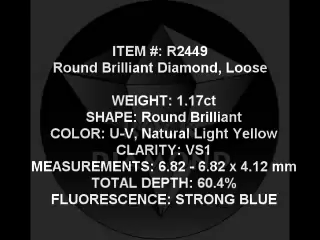 ITEM #: R2449
Round Brilliant Diamond, Loose
WEIGHT: 1.17ct
SHAPE: Round Brilliant
COLOR: U-V, Natural Light Yellow
CLARITY: VS1
MEASUREMENTS: 6.82 - 6.82 x 4.12 mm
TOTAL DEPTH: 60.4%
FLUORESCENCE: STRONG BLUE